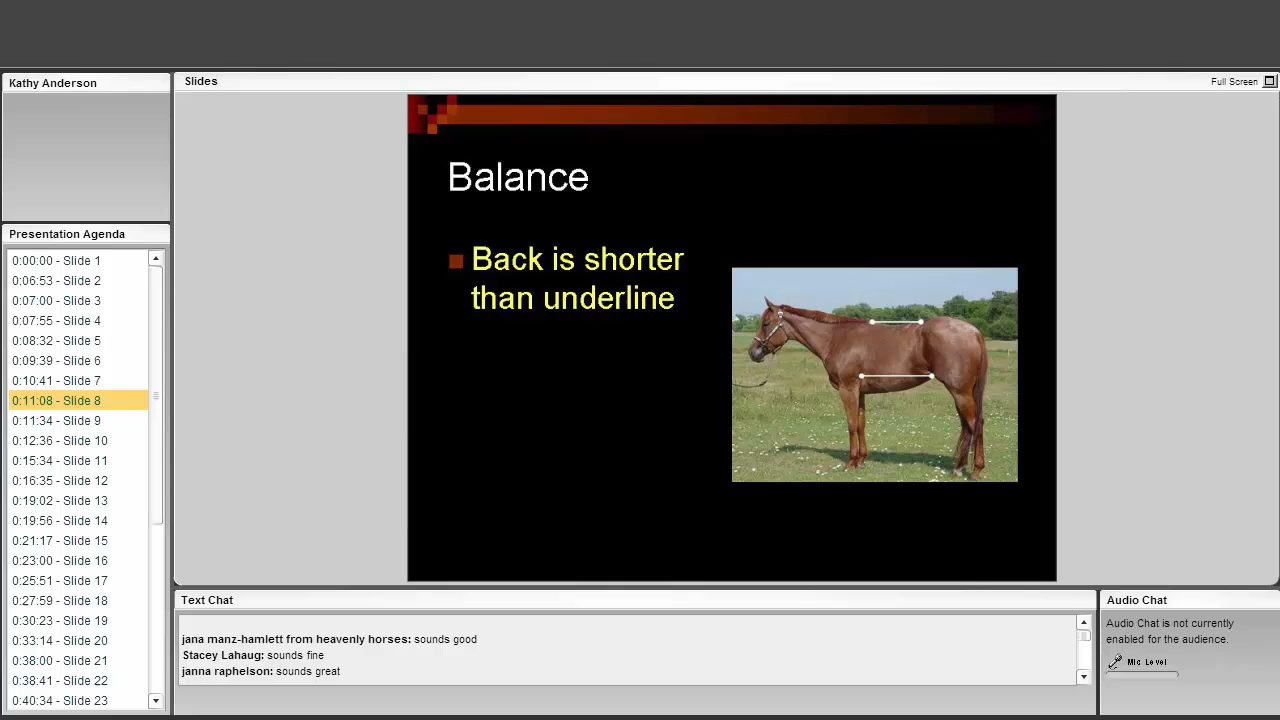 Kathy Anderson
Slides
Full Screen
Balance
Back is shorter
than underline
Presentation Agenda
0:00:00 - Slide 1
0:06:53 - Slide 2
0:07:00 - Slide 3
0:07:55 - Slide 4
0:08:32 - Slide 5
0:09:39 - Slide 6
0:10:41 - Slide 7
0:11:08 - Slide 8
0:11:34 - Slide 9
0:12:36 - Slide 10
0:15:34 - Slide 11
0:16:35 - Slide 12
0:19:02 - Slide 13
0:19:56 - Slide 14
0:21:17 - Slide 15
0:23:00 - Slide 16
0:25:51 - Slide 17
0:27:59 - Slide 18
0:30:23 - Slide 19
0:33:14 - Slide 20
0:38:00 - Slide 21
0:38:41 - Slide 22
0:40:34 - Slide 23
Text Chat
jana manz-hamlett from heavenly horses: sounds good
Stacey Lahaug: sounds fine
janna raphelson: sounds great
Audio Chat
Audio Chat is not currently
enabled for the audience.
Mic Level